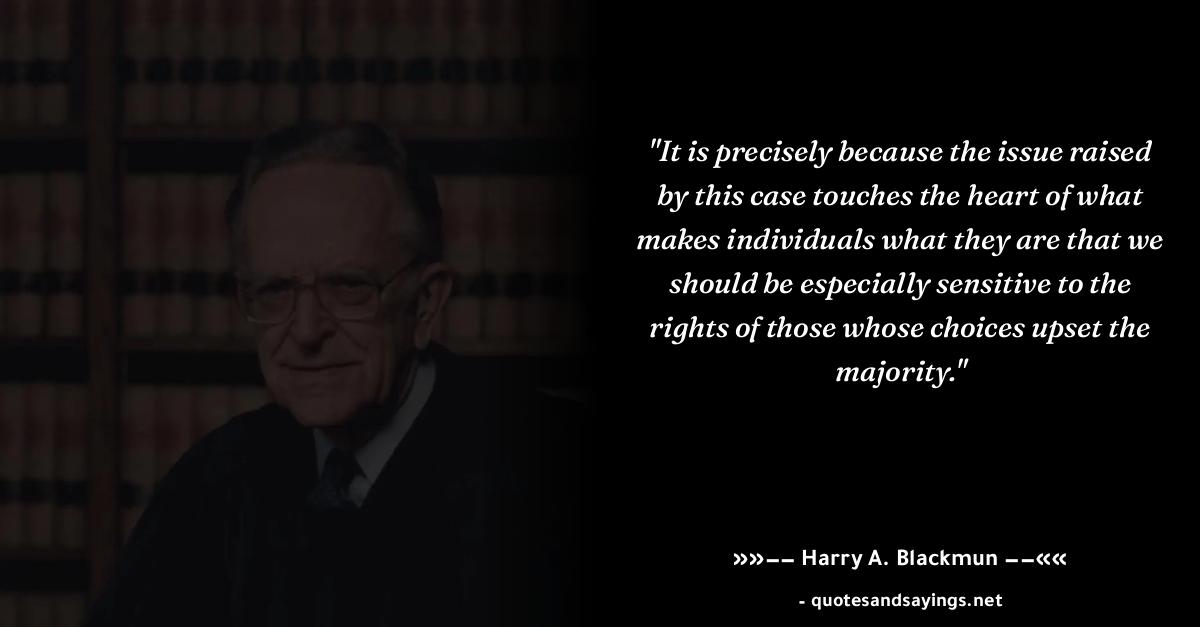 "It is precisely because the issue raised
by this case touches the heart of what
makes individuals what they are that we
should be especially sensitive to the
rights of those whose choices upset the
majority."
»»—— Harry A. Blackmun ——««
- quotesandsayings.net